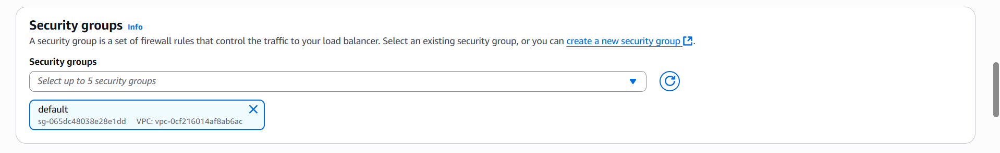 Security groups Info
A security group is a set of firewall rules that control the traffic to your load balancer. Select an existing security group, or you can create a new security group.
Security groups
Select up to 5 security groups
default
sg-065dc48038e28e1dd VPC: vpc-0cf216014af8ab6ac